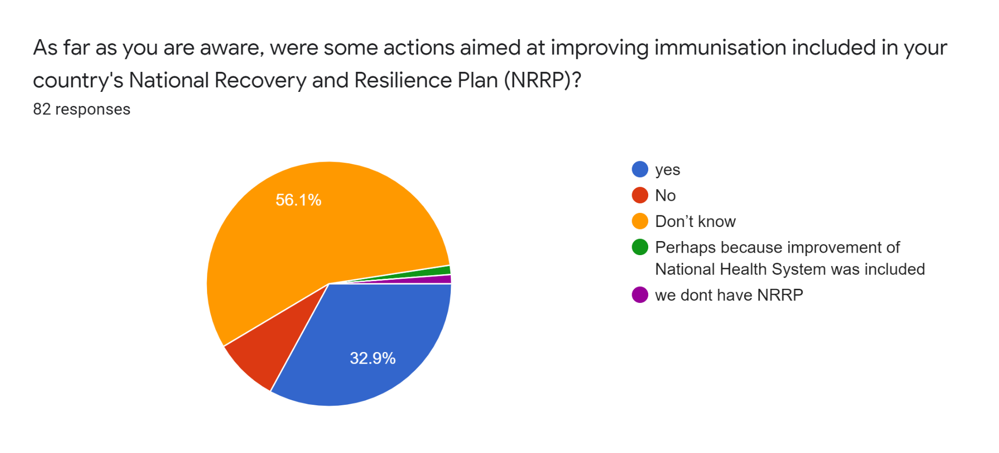 As far as you are aware, were some actions aimed at improving immunisation included in your
country's National Recovery and Resilience Plan (NRRP)?
82 responses
56.1%
32.9%
yes
No
Don’t know
Perhaps because improvement of
National Health System was included
we dont have NRRP